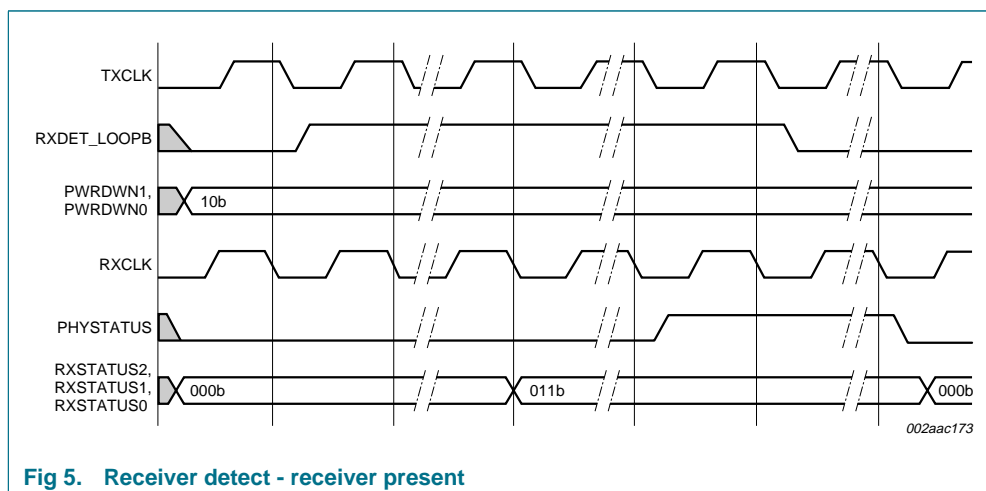 TXCLK
RXDET_LOOPB
PWRDWN1,
PWRDWN0
10b
RXCLK
PHYSTATUS
RXSTATUS2,
RXSTATUS1,
RXSTATUS0
000b
011b
000b
002aac173
Fig 5. Receiver detect - receiver present